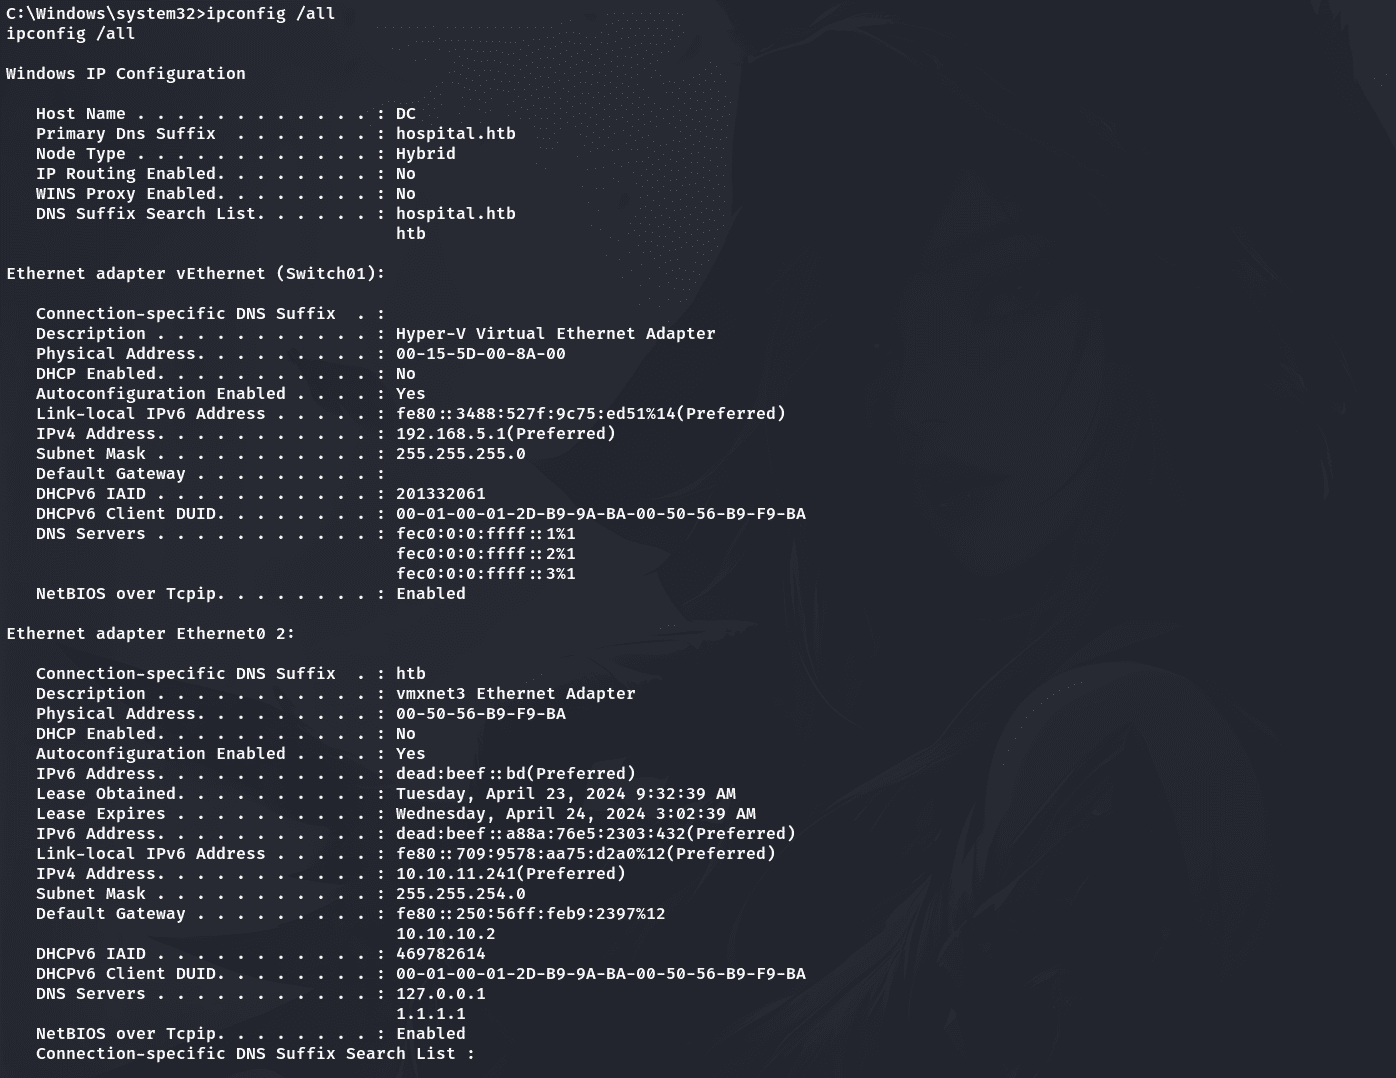 C:\Windows\system32>ipconfig /all
ipconfig /all
Windows IP Configuration
   Host Name . . . . . . . . . . . . : DC
   Primary Dns Suffix  . . . . . . . : hospital.htb
   Node Type . . . . . . . . . . . . : Hybrid
   IP Routing Enabled. . . . . . . . : No
   WINS Proxy Enabled. . . . . . . . : No
   DNS Suffix Search List. . . . . . : hospital.htb
                                       htb
Ethernet adapter vEthernet (Switch01):
   Connection-specific DNS Suffix  . :
   Description . . . . . . . . . . . : Hyper-V Virtual Ethernet Adapter
   Physical Address. . . . . . . . . : 00-15-5D-00-8A-00
   DHCP Enabled. . . . . . . . . . . : No
   Autoconfiguration Enabled . . . . : Yes
   Link-local IPv6 Address . . . . . : fe80::3488:527f:9c75:ed51%14(Preferred)
   IPv4 Address. . . . . . . . . . . : 192.168.5.1(Preferred)
   Subnet Mask . . . . . . . . . . . : 255.255.255.0
   Default Gateway . . . . . . . . . :
   DHCPv6 IAID . . . . . . . . . . . : 201332061
   DHCPv6 Client DUID. . . . . . . . : 00-01-00-01-2D-B9-9A-BA-00-50-56-B9-F9-BA
   DNS Servers . . . . . . . . . . . : fec0:0:0:ffff::1%1
                                       fec0:0:0:ffff::2%1
                                       fec0:0:0:ffff::3%1
   NetBIOS over Tcpip. . . . . . . . : Enabled
Ethernet adapter Ethernet0 2:
   Connection-specific DNS Suffix  . : htb
   Description . . . . . . . . . . . : vmxnet3 Ethernet Adapter
   Physical Address. . . . . . . . . : 00-50-56-B9-F9-BA
   DHCP Enabled. . . . . . . . . . . : No
   Autoconfiguration Enabled . . . . : Yes
   IPv6 Address. . . . . . . . . . . : dead:beef::bd(Preferred)
   Lease Obtained. . . . . . . . . . : Tuesday, April 23, 2024 9:32:39 AM
   Lease Expires . . . . . . . . . . : Wednesday, April 24, 2024 3:02:39 AM
   IPv6 Address. . . . . . . . . . . : dead:beef::a88a:76e5:2303:432(Preferred)
   Link-local IPv6 Address . . . . . : fe80::709:9578:aa75:d2a0%12(Preferred)
   IPv4 Address. . . . . . . . . . . : 10.10.11.241(Preferred)
   Subnet Mask . . . . . . . . . . . : 255.255.254.0
   Default Gateway . . . . . . . . . : fe80::250:56ff:feb9:2397%12
                                       10.10.10.2
   DHCPv6 IAID . . . . . . . . . . . : 469782614
   DHCPv6 Client DUID. . . . . . . . : 00-01-00-01-2D-B9-9A-BA-00-50-56-B9-F9-BA
   DNS Servers . . . . . . . . . . . : 127.0.0.1
                                       1.1.1.1
   NetBIOS over Tcpip. . . . . . . . : Enabled
   Connection-specific DNS Suffix Search List :